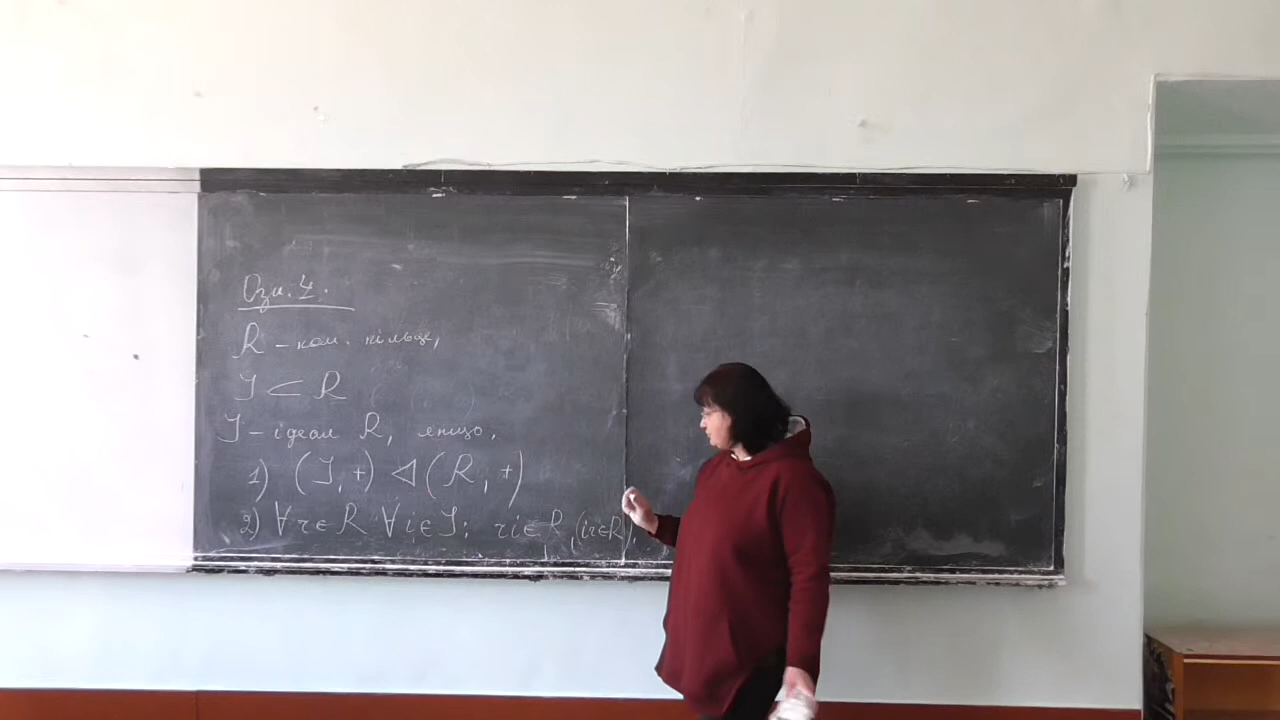 Озн. 4.
R – ком. кільце,
I ⊂ R
I – ідеал R, якщо,
1) (I, +) ⊲ (R, +)
2) ∀ r ∈ R ∀ i ∈ I: ri ∈ R, (ir ∈ R).